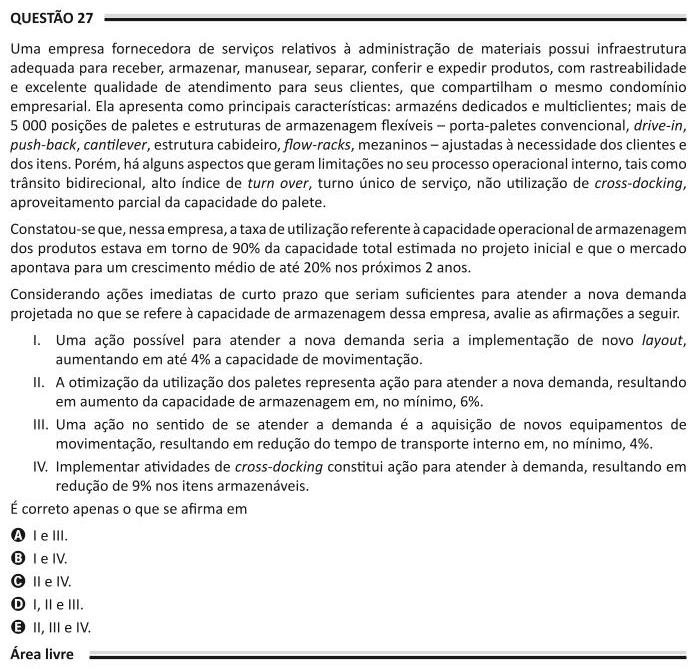 QUESTÃO 27
Uma empresa fornecedora de serviços relativos à administração de materiais possui infraestrutura
adequada para receber, armazenar, manusear, separar, conferir e expedir produtos, com rastreabilidade
e excelente qualidade de atendimento para seus clientes, que compartilham o mesmo condomínio
empresarial. Ela apresenta como principais características: armazéns dedicados e multiclientes; mais de
5 000 posições de paletes e estruturas de armazenagem flexíveis – porta-paletes convencional, drive-in,
push-back, cantilever, estrutura cabideiro, flow-racks, mezaninos – ajustadas à necessidade dos clientes e
dos itens. Porém, há alguns aspectos que geram limitações no seu processo operacional interno, tais como
trânsito bidirecional, alto índice de turn over, turno único de serviço, não utilização de cross-docking,
aproveitamento parcial da capacidade do palete.
Constatou-se que, nessa empresa, a taxa de utilização referente à capacidade operacional de armazenagem
dos produtos estava em torno de 90% da capacidade total estimada no projeto inicial e que o mercado
apontava para um crescimento médio de até 20% nos próximos 2 anos.
Considerando ações imediatas de curto prazo que seriam suficientes para atender a nova demanda
projetada no que se refere à capacidade de armazenagem dessa empresa, avalie as afirmações a seguir.
I. Uma ação possível para atender a nova demanda seria a implementação de novo layout,
aumentando em até 4% a capacidade de movimentação.
II. A otimização da utilização dos paletes representa ação para atender a nova demanda, resultando
em aumento da capacidade de armazenagem em, no mínimo, 6%.
III. Uma ação no sentido de se atender a demanda é a aquisição de novos equipamentos de
movimentação, resultando em redução do tempo de transporte interno em, no mínimo, 4%.
IV. Implementar atividades de cross-docking constitui ação para atender à demanda, resultando em
redução de 9% nos itens armazenáveis.
É correto apenas o que se afirma em
A I e III.
B I e IV.
C II e IV.
D I, II e III.
E II, III e IV.
Área livre